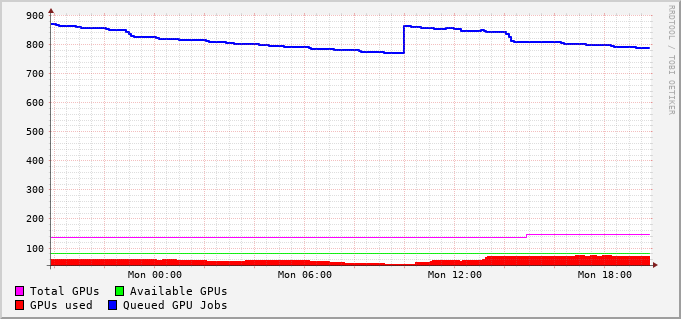 900
800
700
600
500
400
300
200
100
Mon 00:00 Mon 06:00 Mon 12:00 Mon 18:00
Total GPUs Available GPUs
GPUs used Queued GPU Jobs
RRDTOOL / TOBI OETIKER